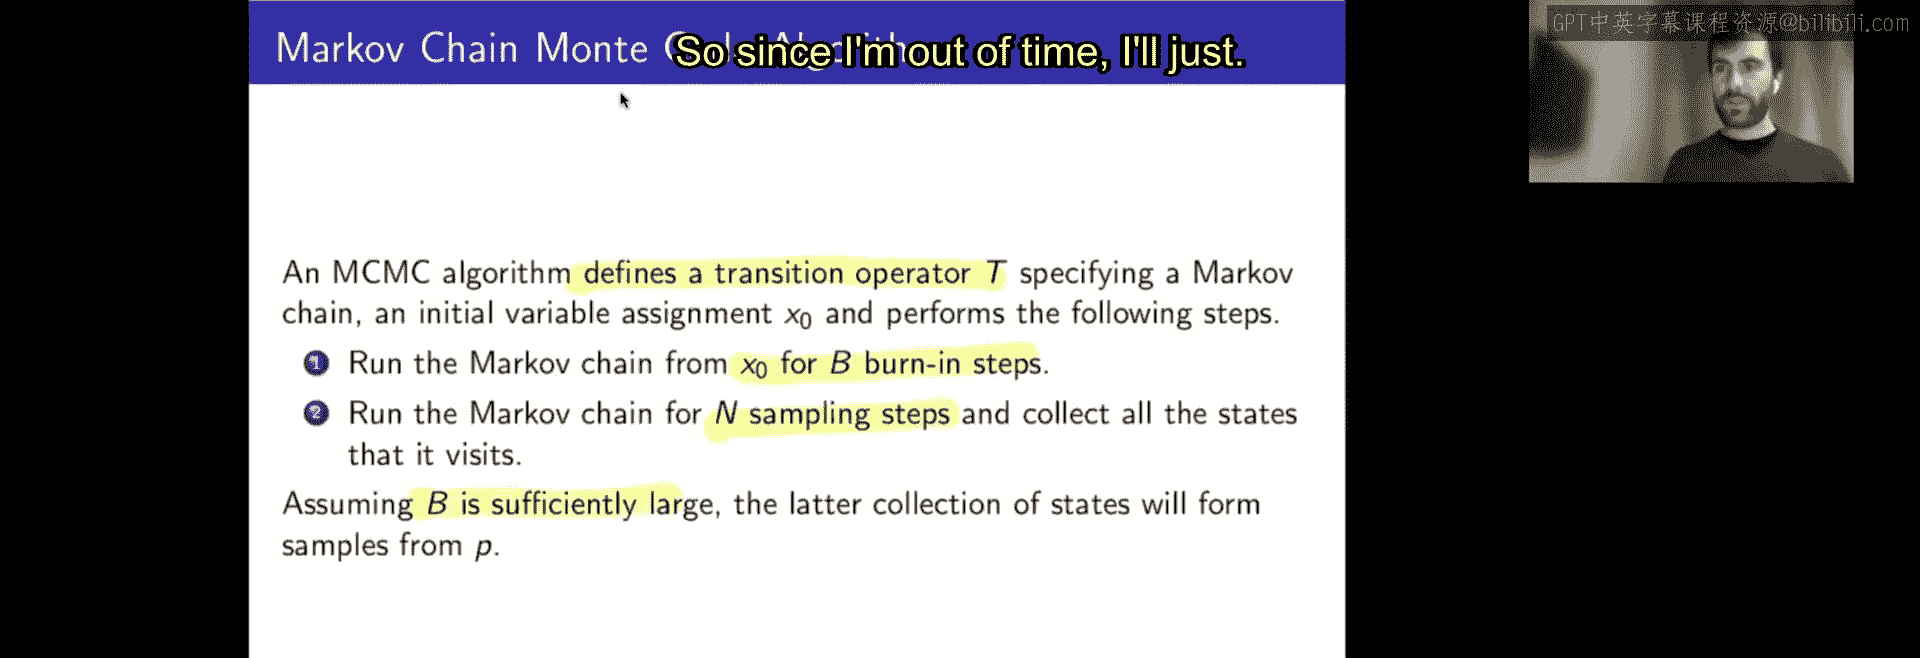 Markov Chain Monte
So since I'm out of time, I'll just.
GPT中英字幕课程资源@bilibili.com
An MCMC algorithm defines a transition operator T specifying a Markov
chain, an initial variable assignment x₀ and performs the following steps.
1 Run the Markov chain from x₀ for B burn-in steps.
2 Run the Markov chain for N sampling steps and collect all the states
that it visits.
Assuming B is sufficiently large, the latter collection of states will form
samples from p.